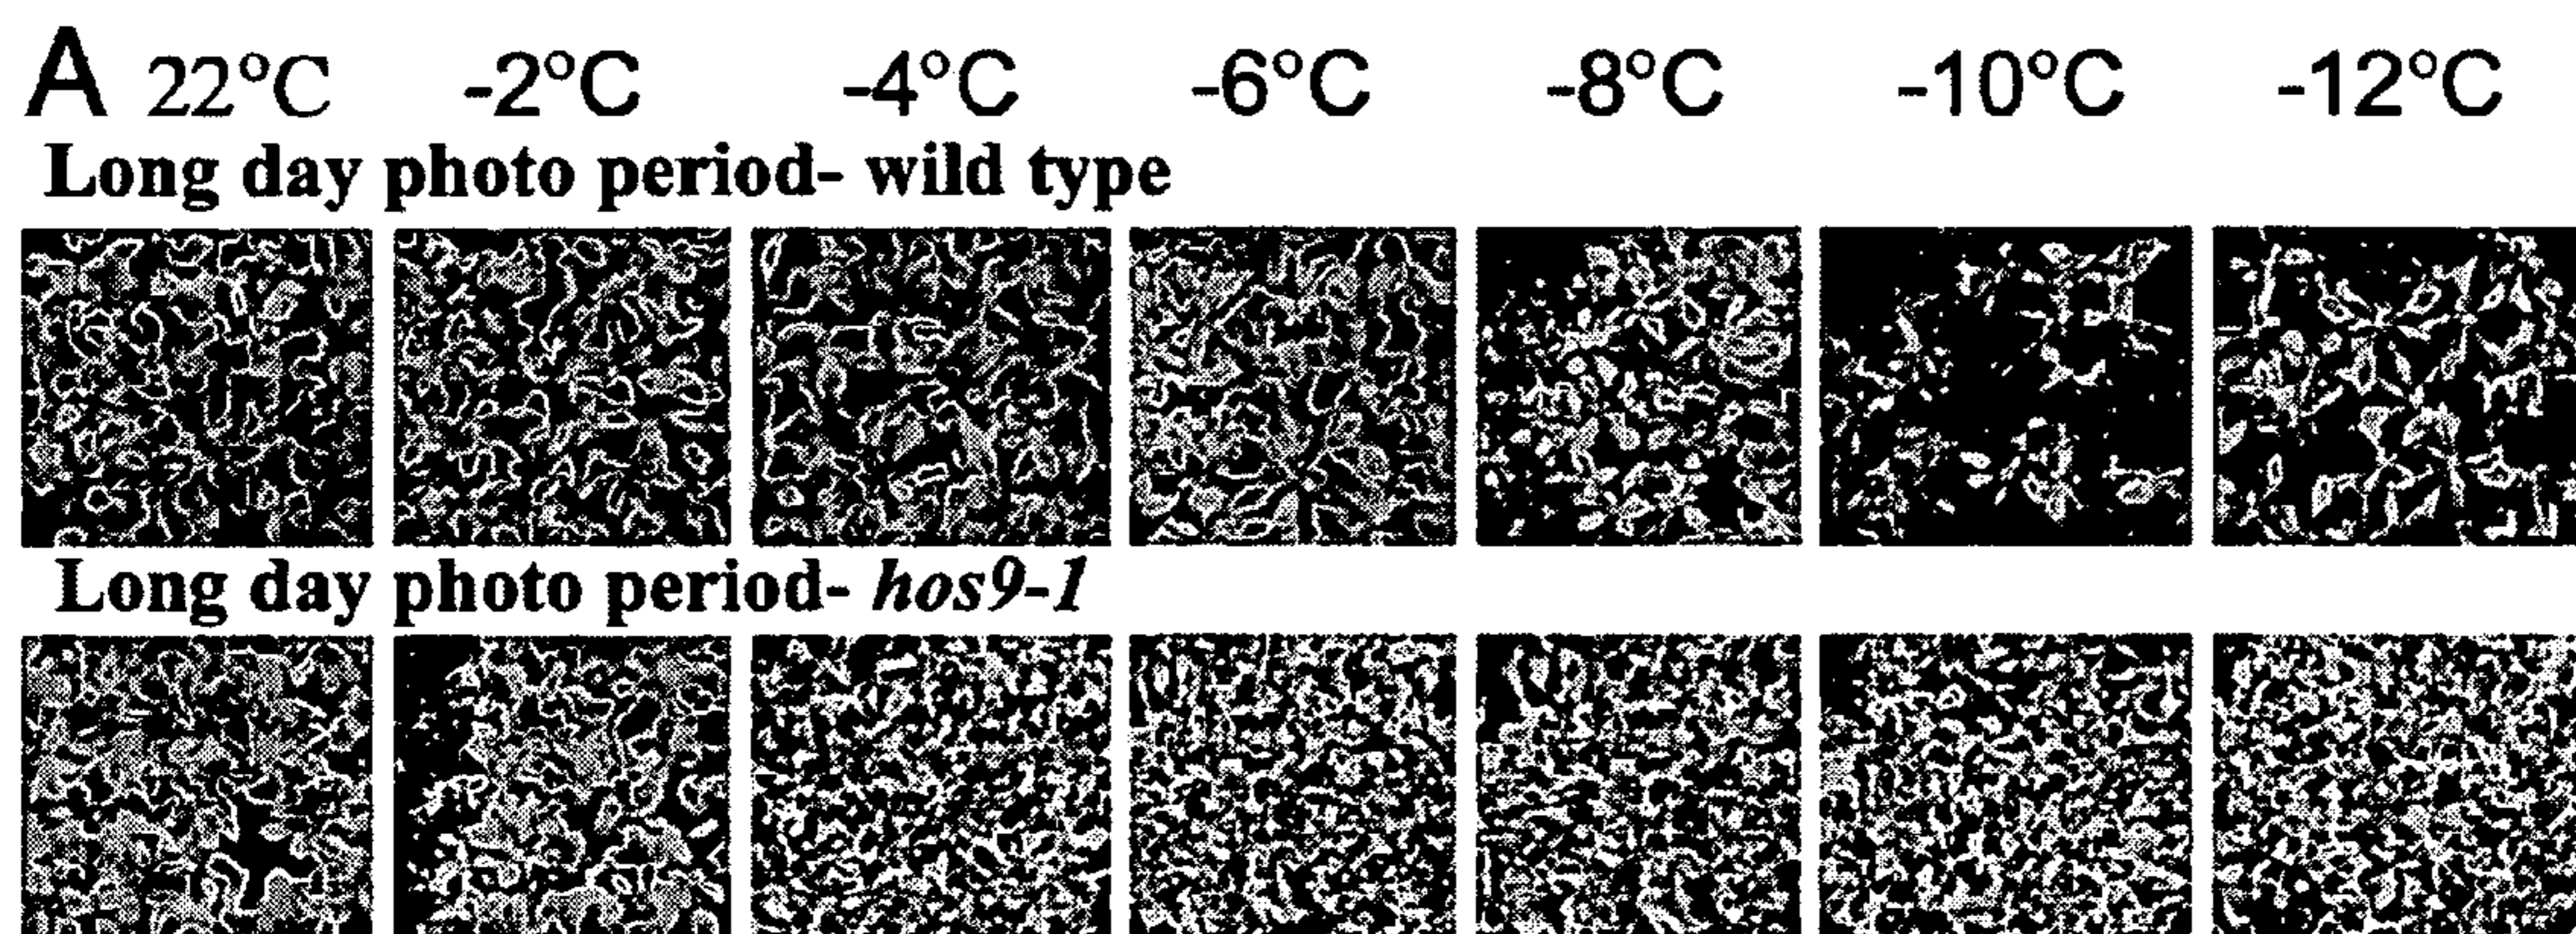 A 22°C -2°C -4°C -6°C -8°C -10°C -12°C
Long day photo period- wild type
Long day photo period- hos9-1